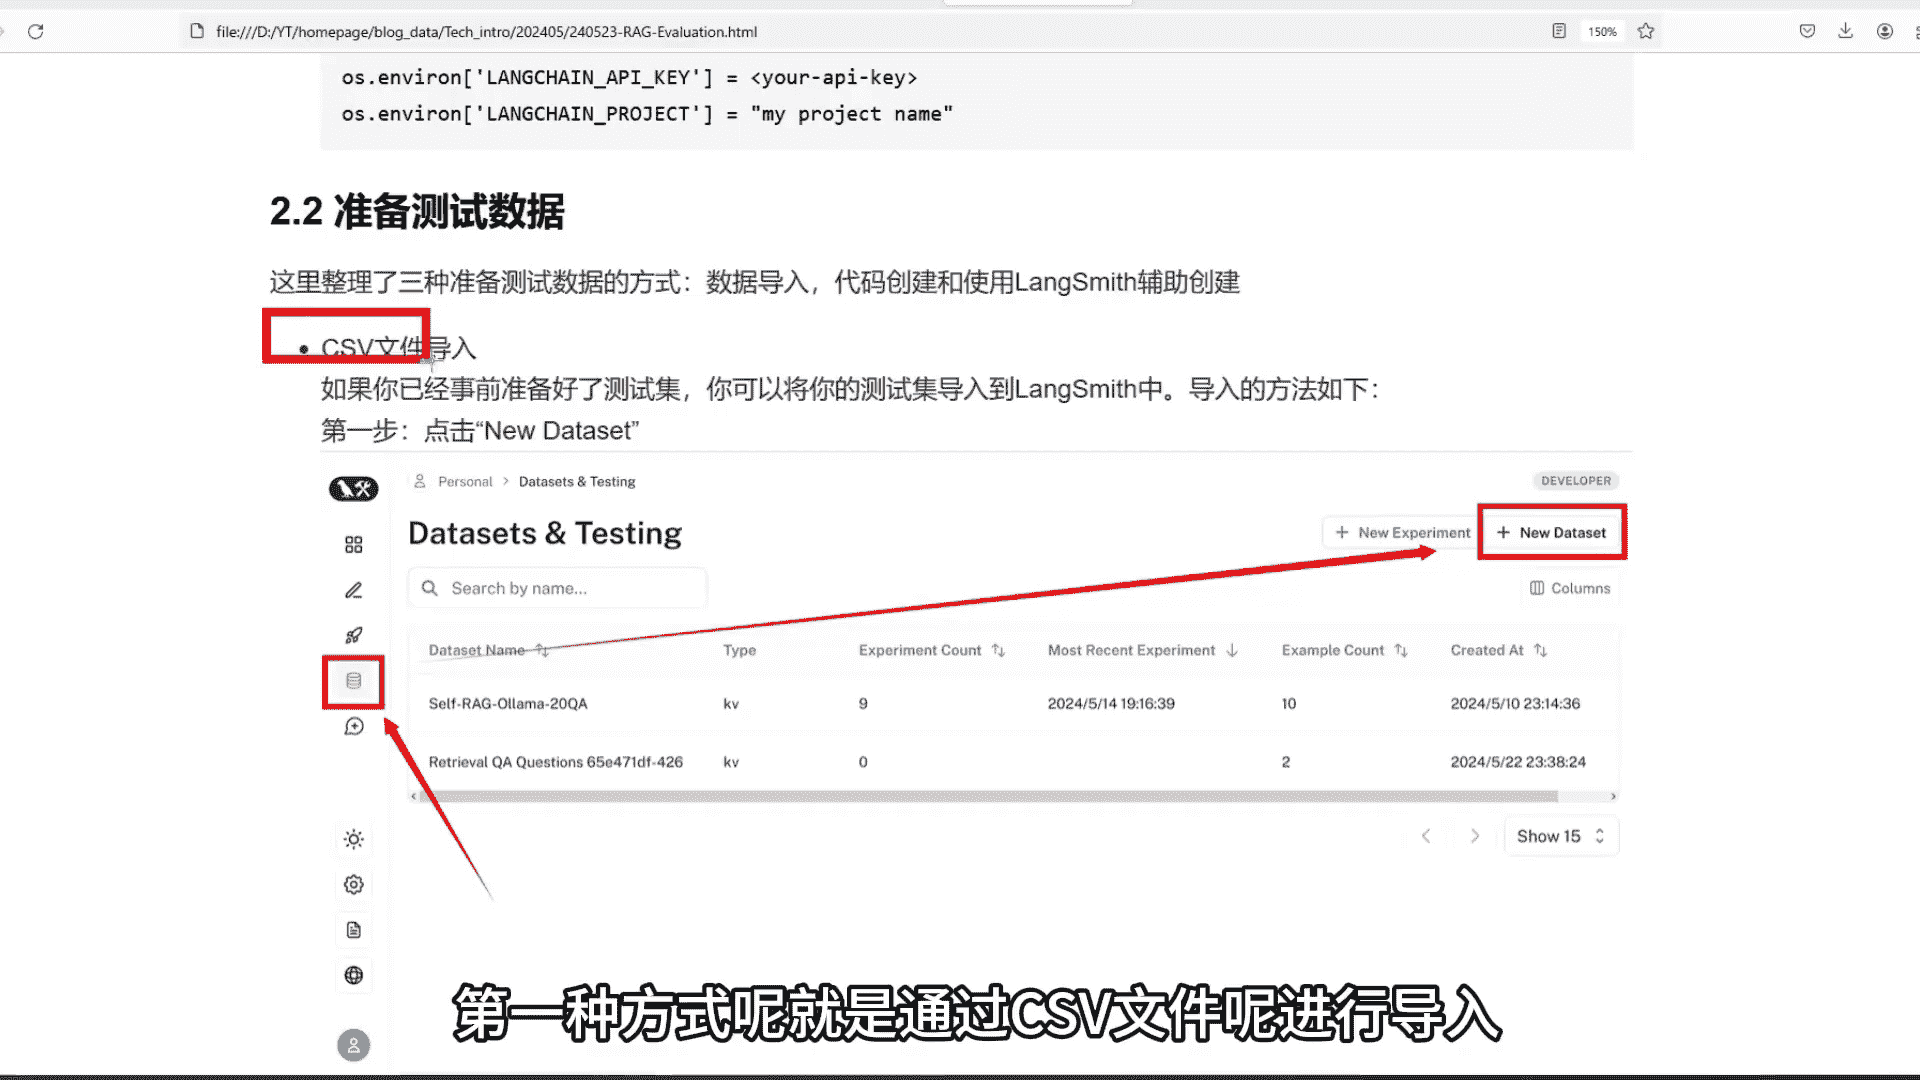 file:///D:/YT/homepage/blog_data/Tech_intro/202405/240523-RAG-Evaluation.html
150%
os.environ['LANGCHAIN_API_KEY'] = <your-api-key>
os.environ['LANGCHAIN_PROJECT'] = "my project name"
2.2 准备测试数据
这里整理了三种准备测试数据的方式：数据导入，代码创建和使用LangSmith辅助创建
• CSV文件导入
如果你已经事前准备好了测试集，你可以将你的测试集导入到LangSmith中。导入的方法如下：
第一步：点击“New Dataset”
Personal > Datasets & Testing
DEVELOPER
Datasets & Testing
+ New Experiment
+ New Dataset
Search by name...
Columns
Dataset Name Type Experiment Count Most Recent Experiment Example Count Created At
Self-RAG-Ollama-20QA kv 9 2024/5/14 19:16:39 10 2024/5/10 23:14:36
Retrieval QA Questions 65e471df-426 kv 0 2 2024/5/22 23:38:24
Show 15
第一种方式呢就是通过CSV文件呢进行导入